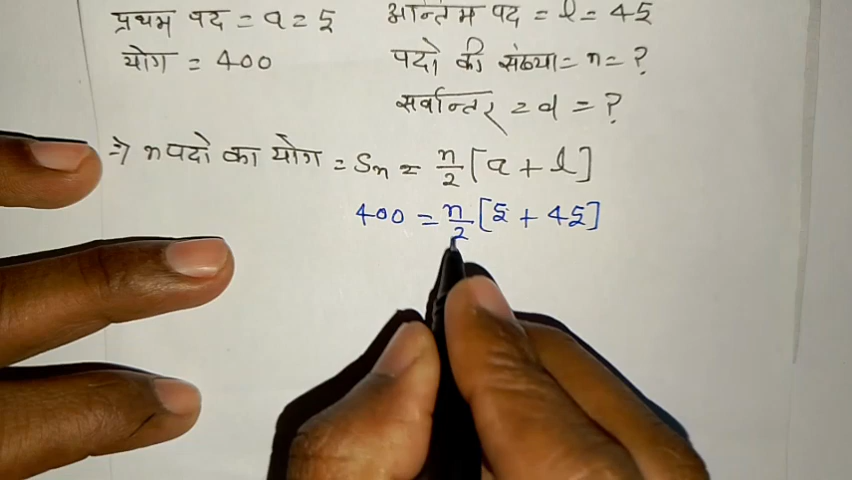 प्रथम पद = a = 5 अन्तिम पद = l = 45
योग = 400 पदों की संख्या = n = ?
सर्वान्तर = d = ?
⇒ n पदो का योग = Sn = n/2 [a + l]
400 = n/2 [5 + 45]